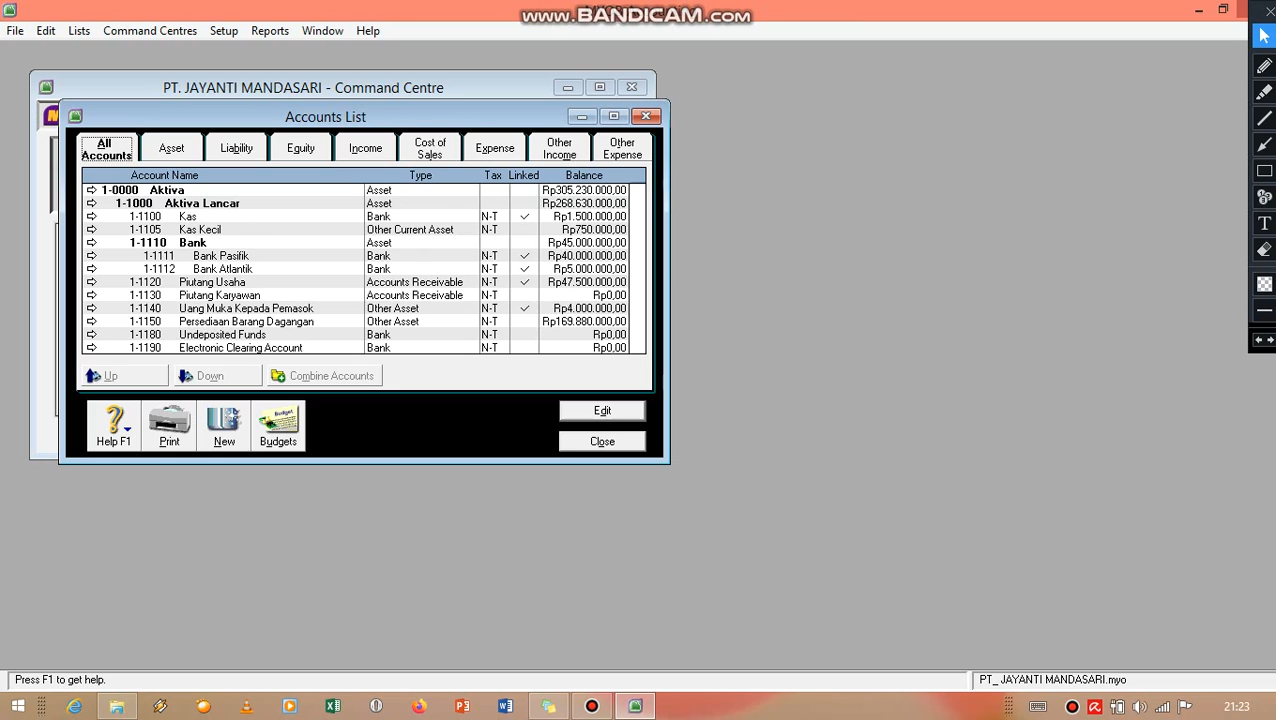 www.BANDICAM.com
File Edit Lists Command Centres Setup Reports Window Help
PT. JAYANTI MANDASARI - Command Centre
Accounts List
All Accounts Asset Liability Equity Income Cost of Sales Expense Other Income Other Expense
Account Name Type Tax Linked Balance
1-0000 Aktiva Asset Rp305.230.000,00
1-1000 Aktiva Lancar Asset Rp268.630.000,00
1-1100 Kas Bank N-T Rp1.500.000,00
1-1105 Kas Kecil Other Current Asset N-T Rp750.000,00
1-1110 Bank Asset Rp45.000.000,00
1-1111 Bank Pasifik Bank N-T Rp40.000.000,00
1-1112 Bank Atlantik Bank N-T Rp5.000.000,00
1-1120 Piutang Usaha Accounts Receivable N-T Rp47.500.000,00
1-1130 Piutang Karyawan Accounts Receivable N-T Rp0,00
1-1140 Uang Muka Kepada Pemasok Other Asset N-T Rp4.000.000,00
1-1150 Persediaan Barang Dagangan Other Asset N-T Rp169.880.000,00
1-1180 Undeposited Funds Bank N-T Rp0,00
1-1190 Electronic Clearing Account Bank N-T Rp0,00
Up Down Combine Accounts
Budget
Help F1 Print New Budgets
Edit
Close
Press F1 to get help. PT_ JAYANTI MANDASARI.myo
21:23